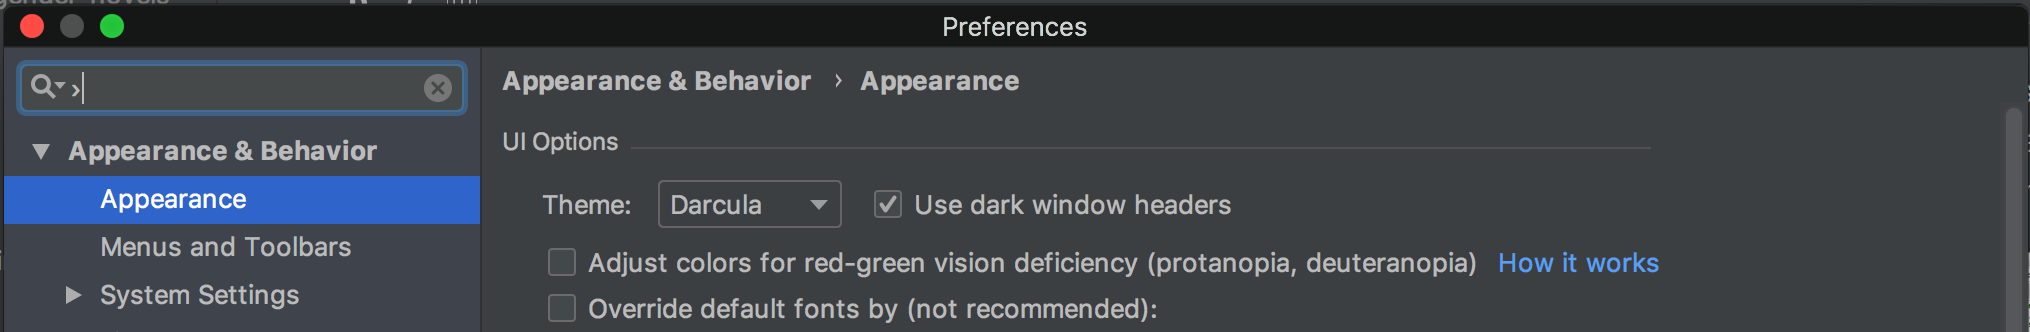 Preferences
›
Appearance & Behavior
Appearance
Menus and Toolbars
System Settings
Appearance & Behavior › Appearance
UI Options
Theme: Darcula Use dark window headers
Adjust colors for red-green vision deficiency (protanopia, deuteranopia) How it works
Override default fonts by (not recommended):